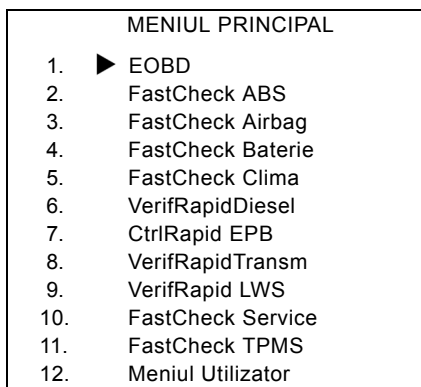 MENIUL PRINCIPAL
1. ▶ EOBD
2. FastCheck ABS
3. FastCheck Airbag
4. FastCheck Baterie
5. FastCheck Clima
6. VerifRapidDiesel
7. CtrlRapid EPB
8. VerifRapidTransm
9. VerifRapid LWS
10. FastCheck Service
11. FastCheck TPMS
12. Meniul Utilizator